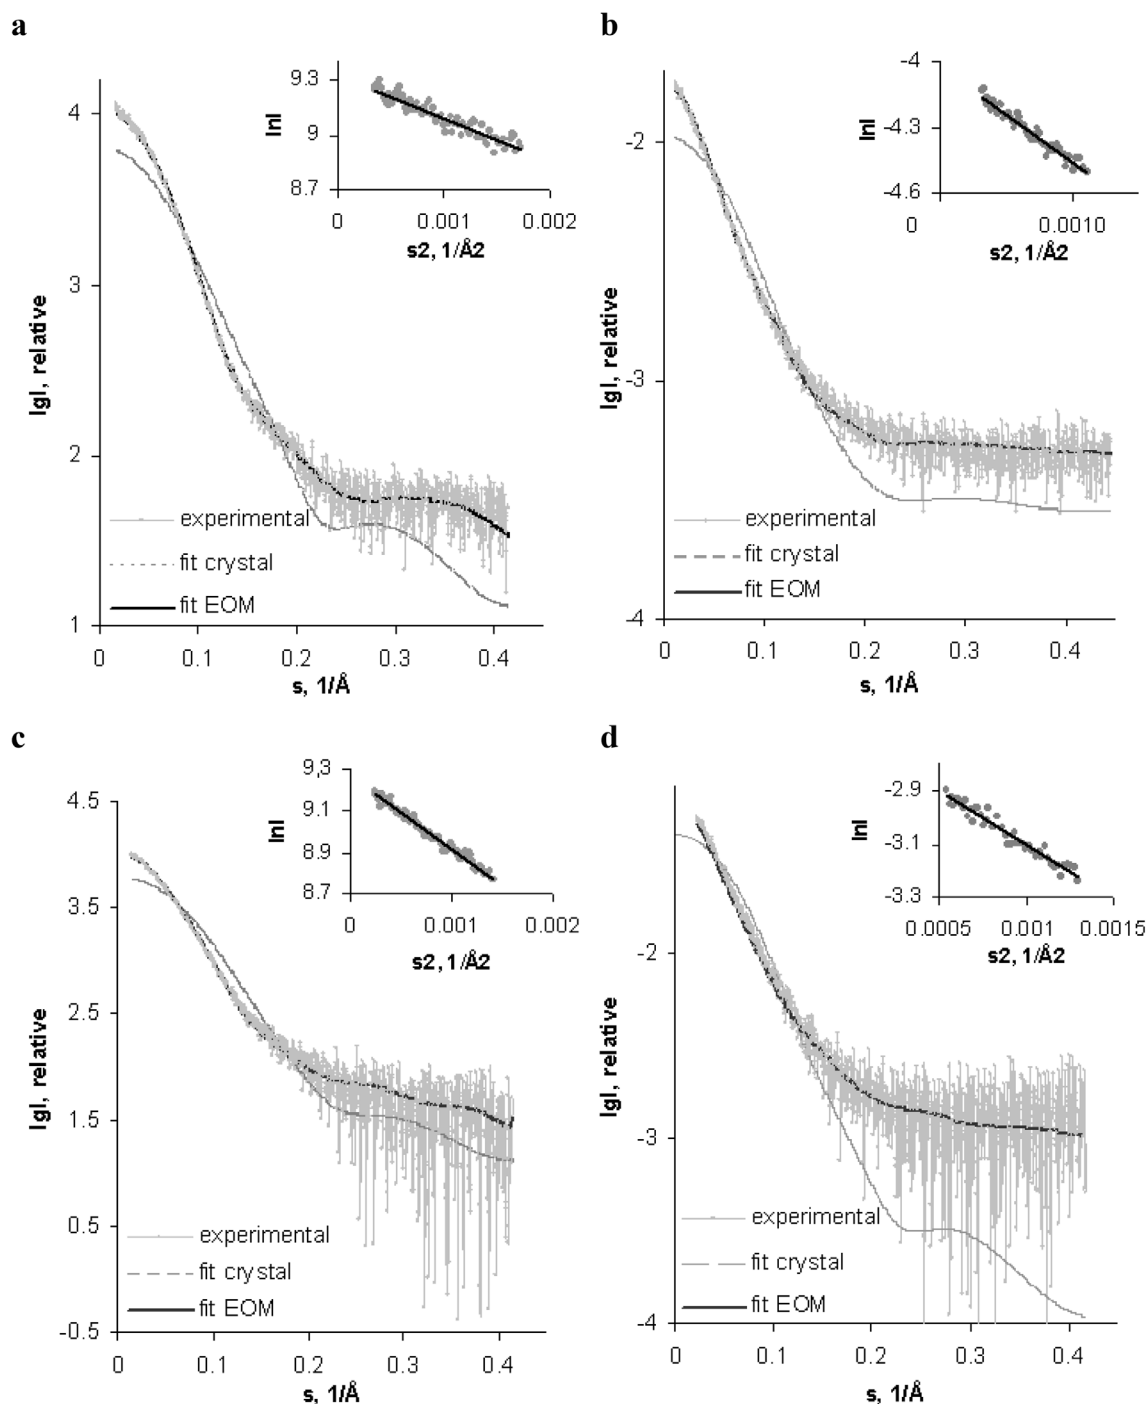 a
4
3
2
1
0
0.1
0.2
0.3
0.4
lgI, relative
s, 1/Å
experimental
fit crystal
fit EOM
9.3
9
8.7
0
0.001
0.002
lnI
s2, 1/Å2
b
-2
-3
-4
0
0.1
0.2
0.3
0.4
lgI, relative
s, 1/Å
experimental
fit crystal
fit EOM
-4
-4.3
-4.6
0
0.0010
lnI
s2, 1/Å2
c
4.5
3.5
2.5
1.5
0.5
-0.5
0
0.1
0.2
0.3
0.4
lgI, relative
s, 1/Å
experimental
fit crystal
fit EOM
9,3
9.1
8.9
8.7
0
0.001
0.002
lnI
s2, 1/Å2
d
-2
-3
-4
0
0.1
0.2
0.3
0.4
lgI, relative
s, 1/Å
experimental
fit crystal
fit EOM
-2.9
-3.1
-3.3
0.0005
0.001
0.0015
lnI
s2, 1/Å2